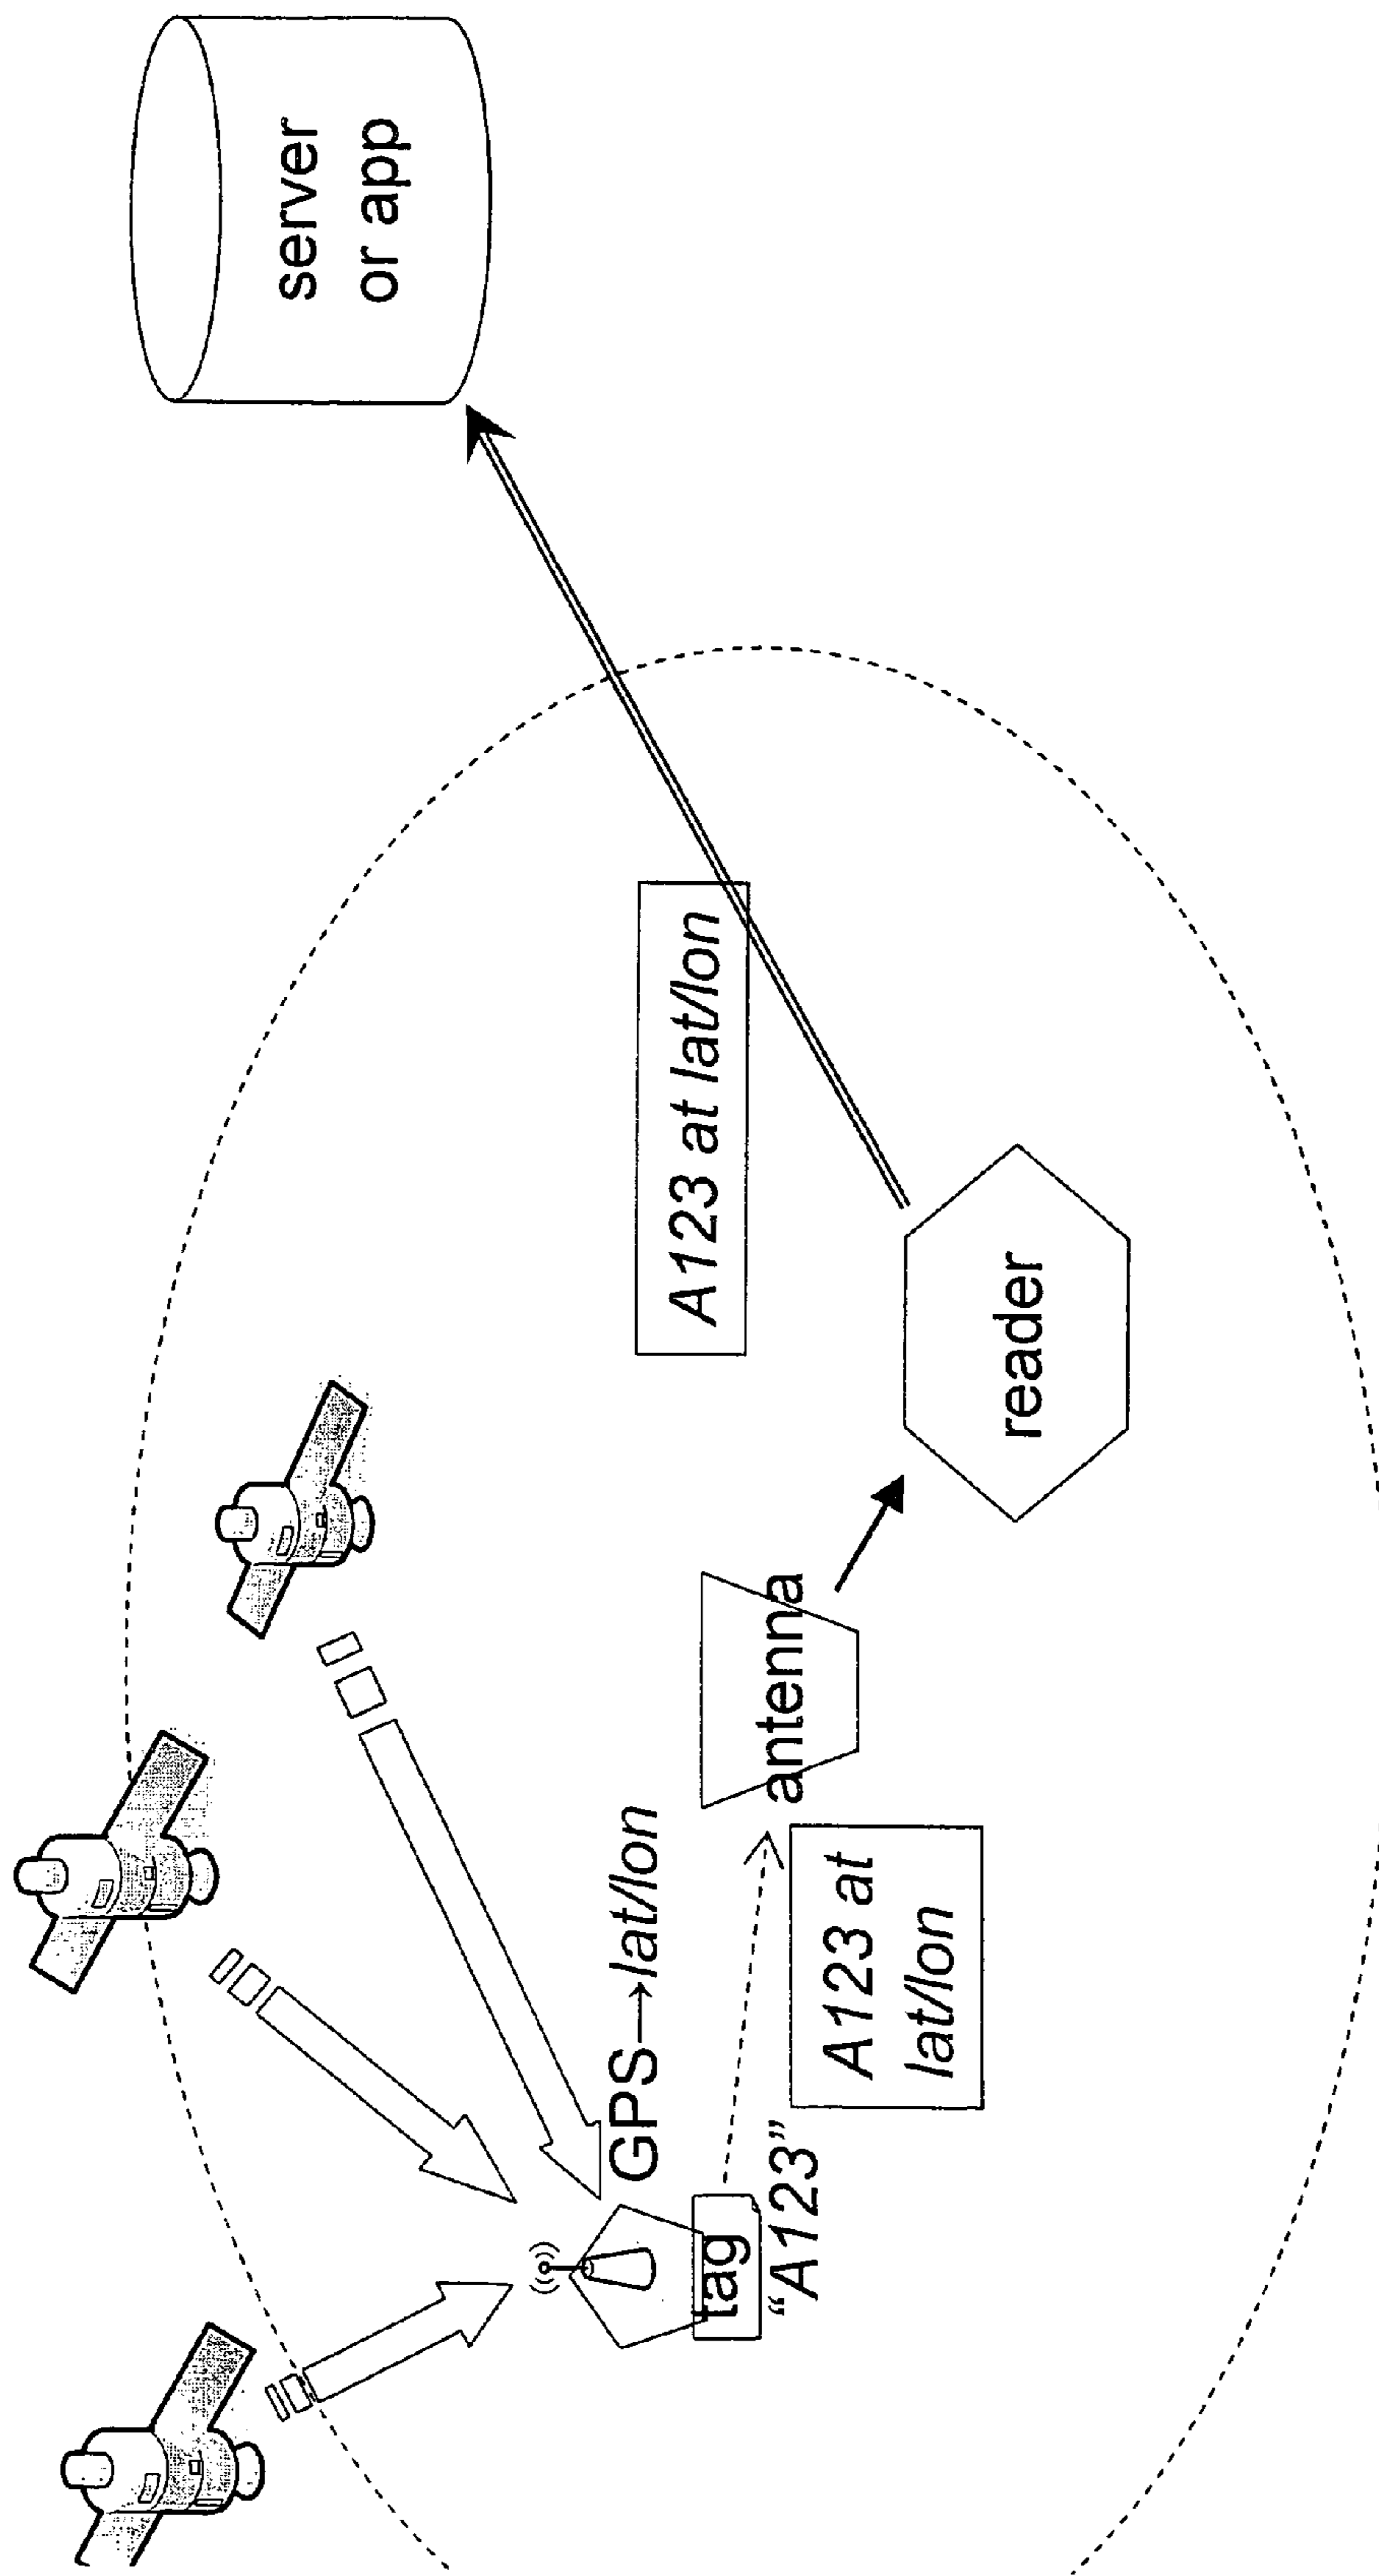 server
or app
A123 at lat/lon
reader
antenna
GPS→lat/lon
A123 at
lat/lon
tag
“A123”